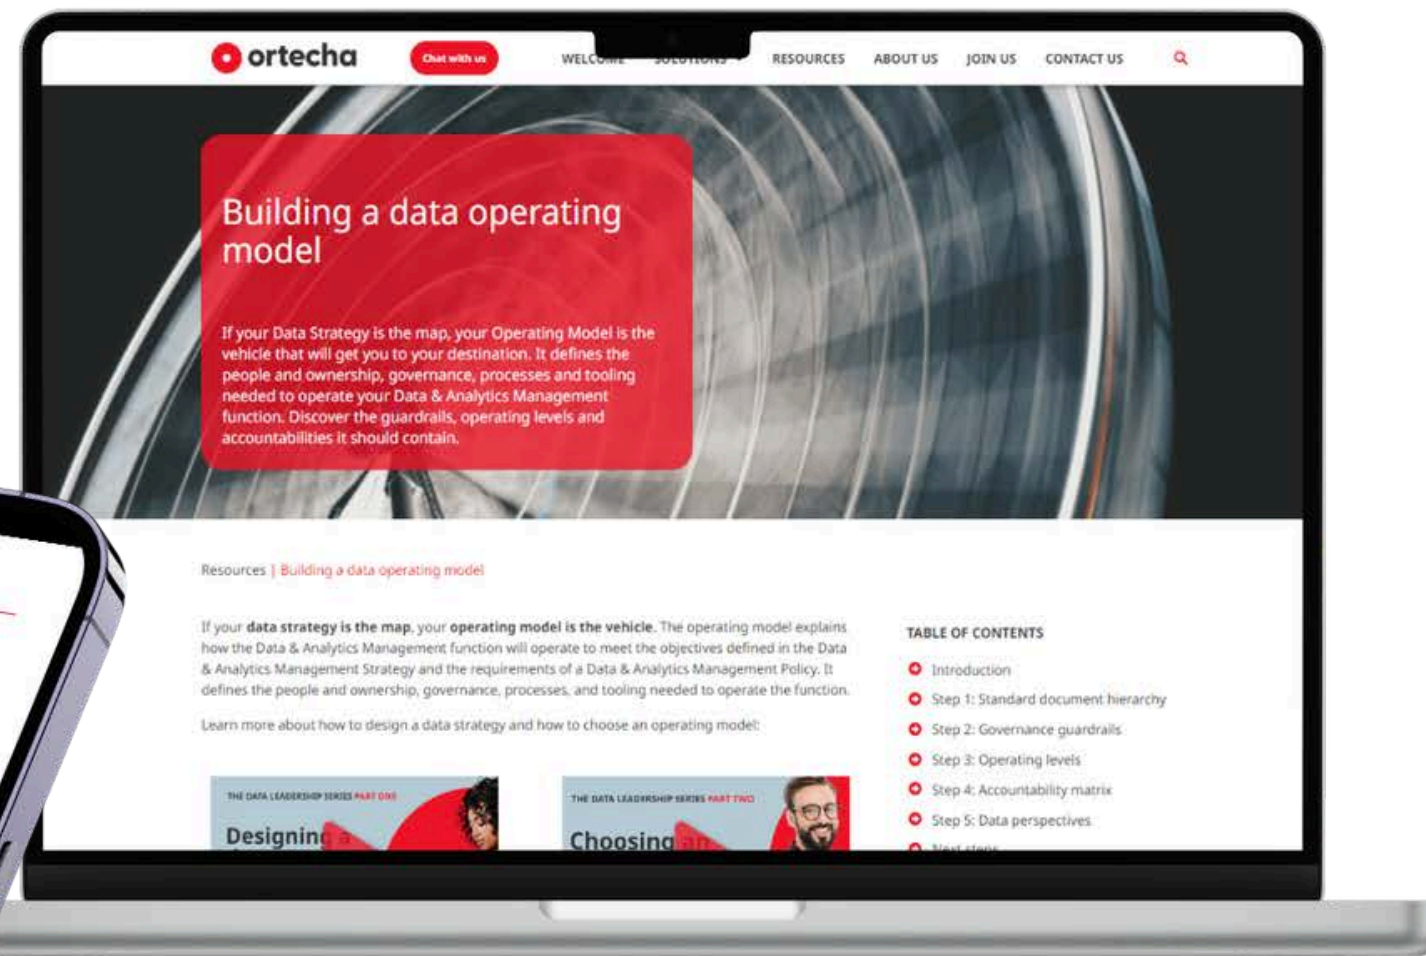 ortecha
Chat with us
WELCOME
SOLUTIONS
RESOURCES
ABOUT US
JOIN US
CONTACT US
Building a data operating
model
If your Data Strategy is the map, your Operating Model is the
vehicle that will get you to your destination. It defines the
people and ownership, governance, processes and tooling
needed to operate your Data & Analytics Management
function. Discover the guardrails, operating levels and
accountabilities it should contain.
Resources | Building a data operating model
If your data strategy is the map, your operating model is the vehicle. The operating model explains
how the Data & Analytics Management function will operate to meet the objectives defined in the Data
& Analytics Management Strategy and the requirements of a Data & Analytics Management Policy. It
defines the people and ownership, governance, processes, and tooling needed to operate the function.
Learn more about how to design a data strategy and how to choose an operating model:
THE DATA LEADERSHIP SERIES PART ONE
Designing a
THE DATA LEADERSHIP SERIES PART TWO
Choosing an
TABLE OF CONTENTS
Introduction
Step 1: Standard document hierarchy
Step 2: Governance guardrails
Step 3: Operating levels
Step 4: Accountability matrix
Step 5: Data perspectives
Next steps